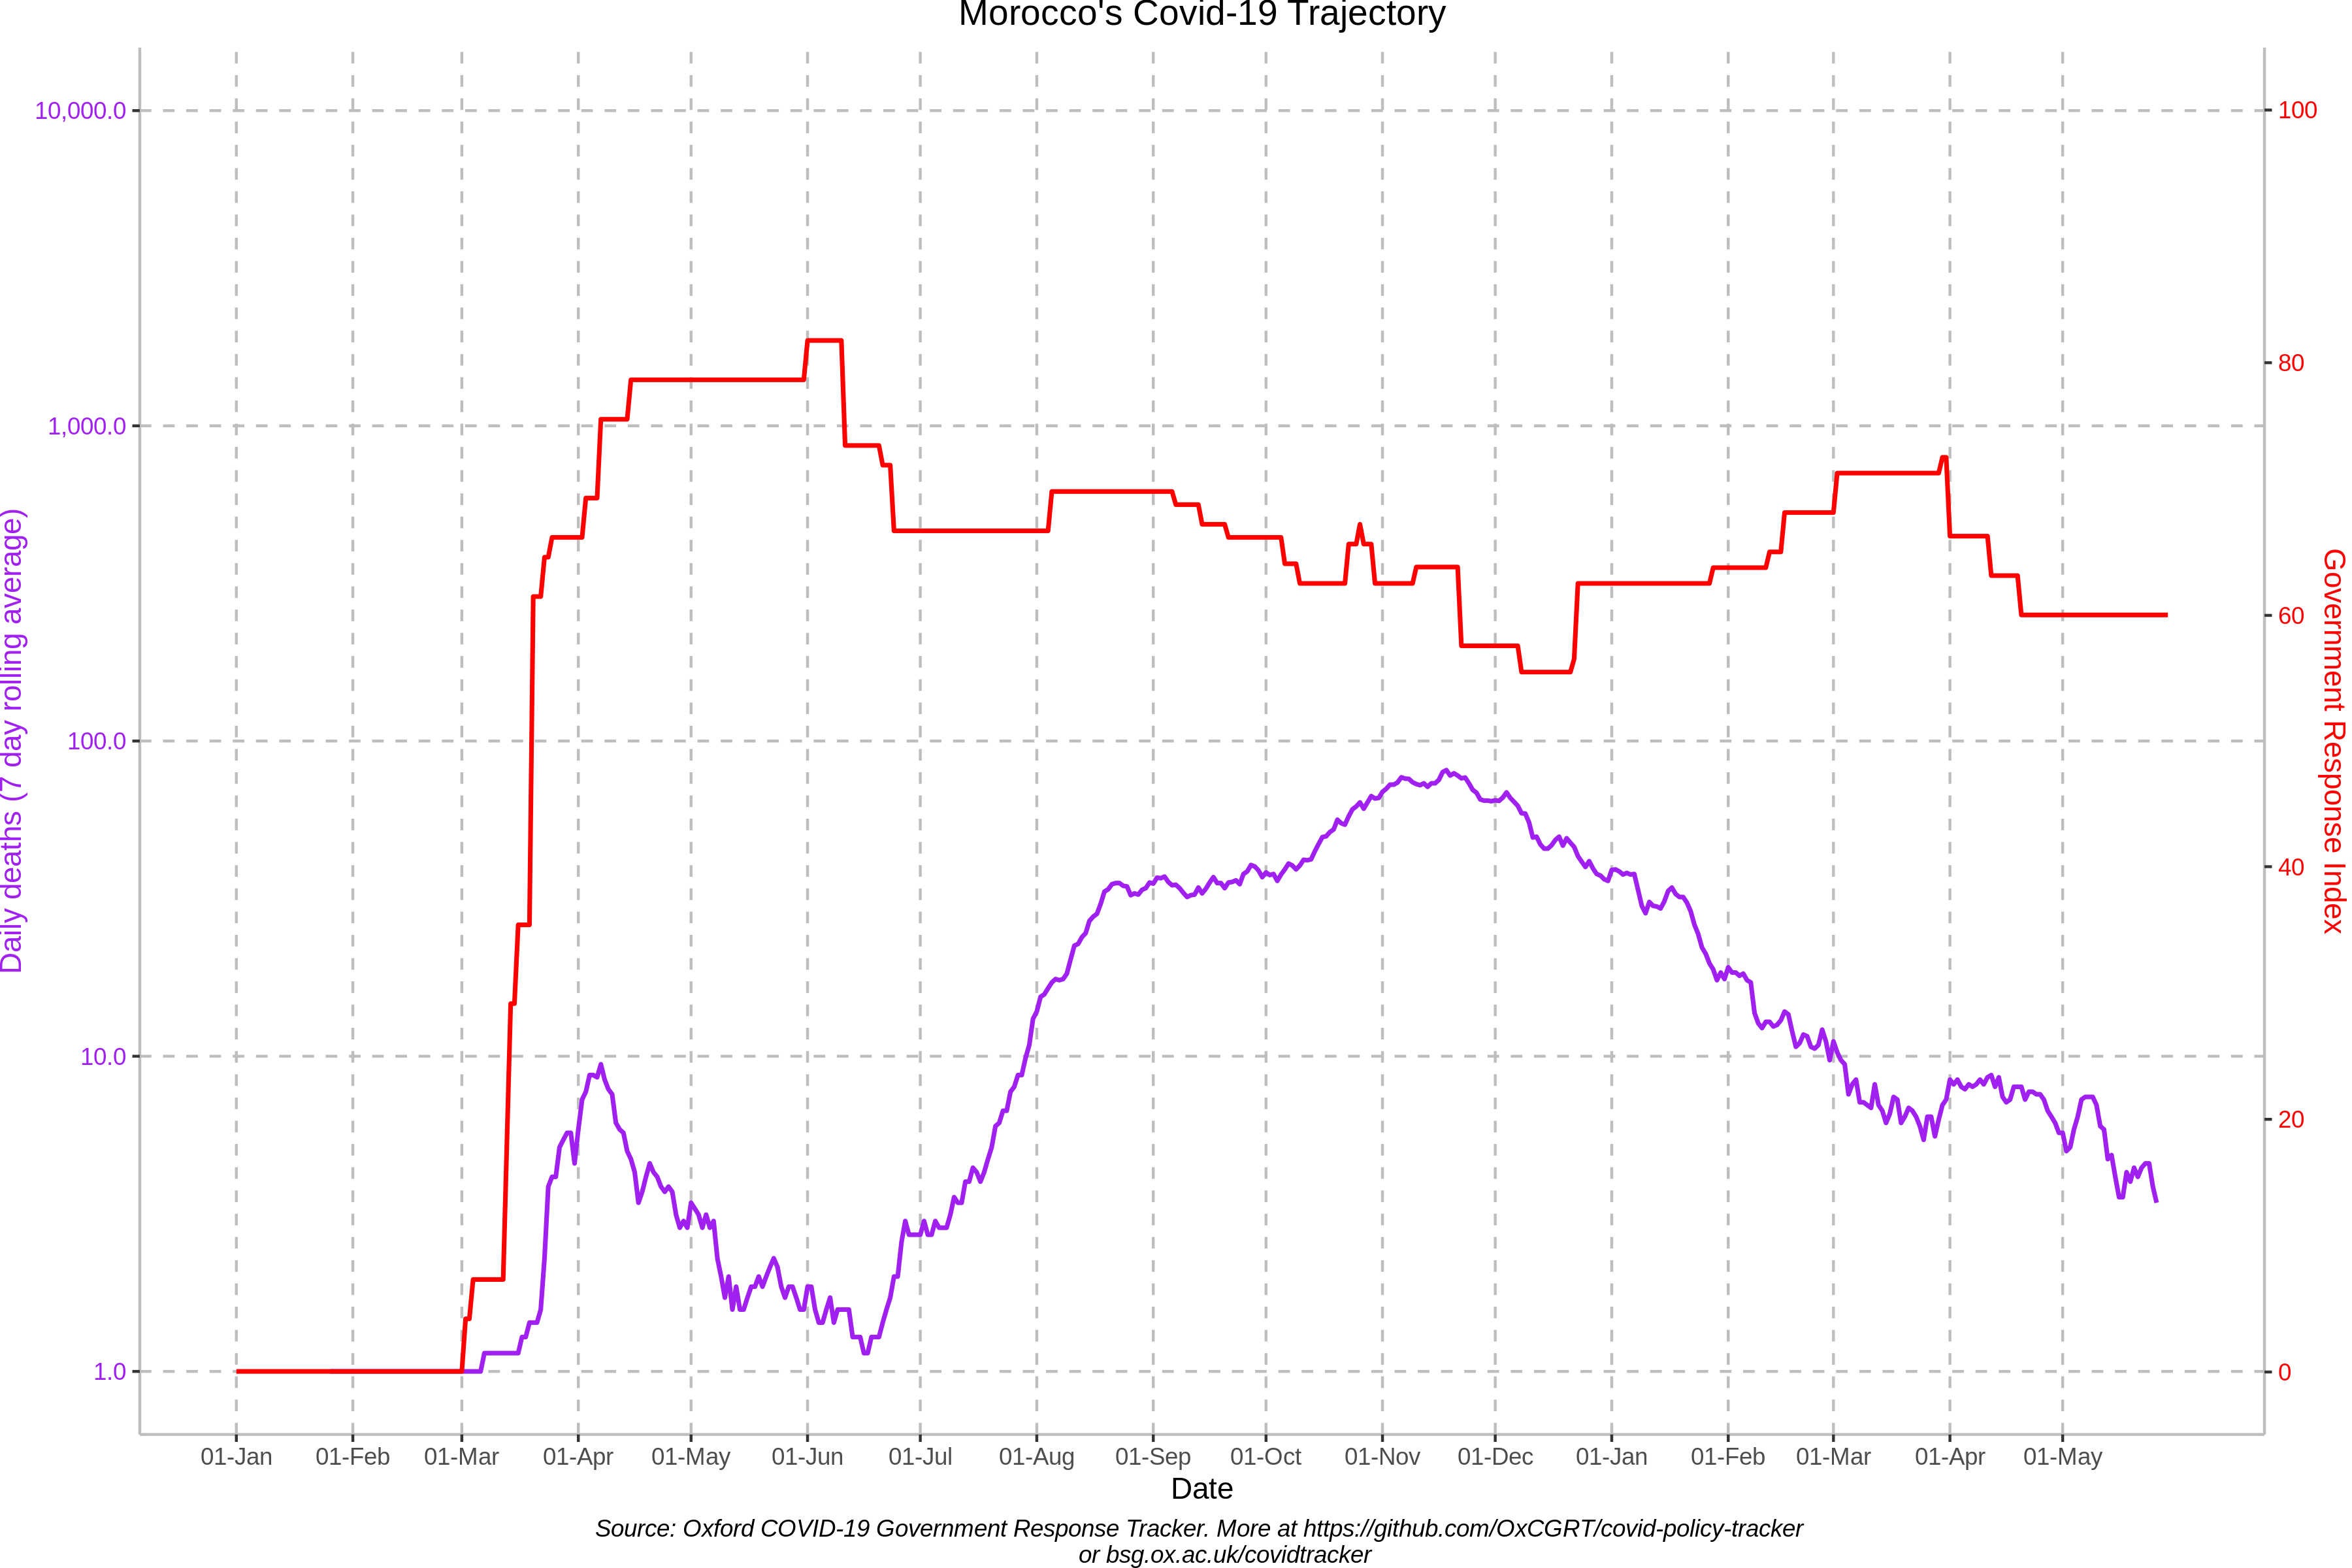 Morocco's Covid-19 Trajectory
10,000.0
1,000.0
100.0
10.0
1.0
Daily deaths (7 day rolling average)
100
80
60
40
20
0
Government Response Index
01-Jan 01-Feb 01-Mar 01-Apr 01-May 01-Jun 01-Jul 01-Aug 01-Sep 01-Oct 01-Nov 01-Dec 01-Jan 01-Feb 01-Mar 01-Apr 01-May
Date
Source: Oxford COVID-19 Government Response Tracker. More at https://github.com/OxCGRT/covid-policy-tracker
or bsg.ox.ac.uk/covidtracker